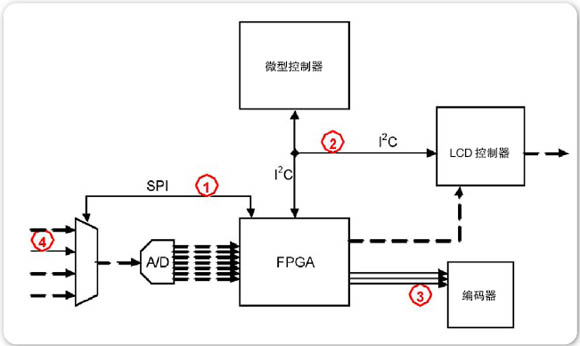 微型控制器
② I²C
LCD 控制器
I²C
SPI ①
④
A/D
FPGA
③
编码器